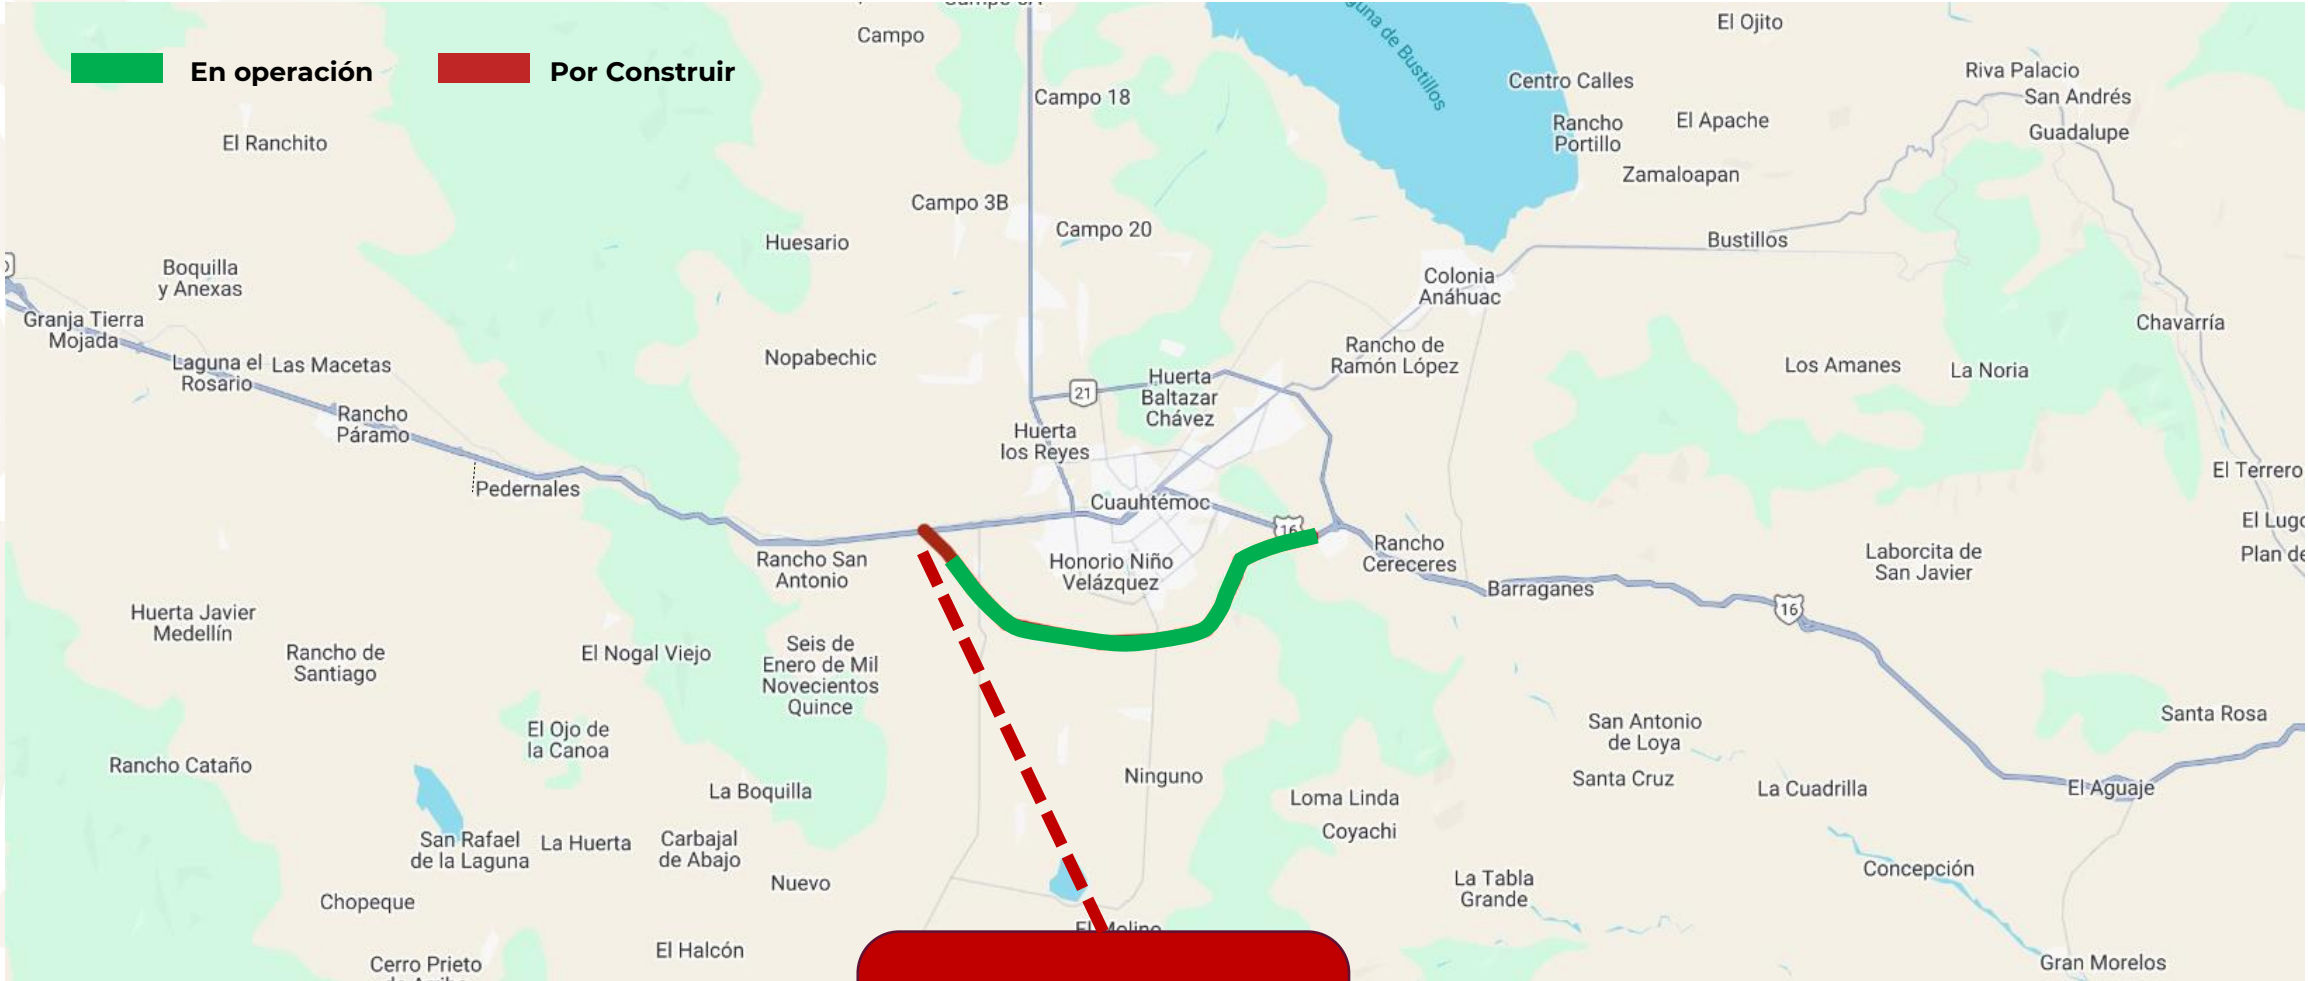 En operación
Por Construir
Campo
Campo 18
El Ranchito
Campo 3B
Campo 20
Huesario
Boquilla
y Anexas
Granja Tierra
Mojada
Laguna el
Rosario
Las Macetas
Rancho
Páramo
Pedernales
Nopabechic
Huerta
los Reyes
21
Huerta
Baltazar
Chávez
Cuauhtémoc
16
Honorio Niño
Velázquez
Rancho San
Antonio
Laguna de Bustillos
El Ojito
Centro Calles
Rancho
Portillo
El Apache
Zamaloapan
Riva Palacio
San Andrés
Guadalupe
Bustillos
Colonia
Anáhuac
Rancho de
Ramón López
Los Amanes
La Noria
Chavarría
El Terrero
Rancho
Cereceres
Barraganes
16
Laborcita de
San Javier
Huerta Javier
Medellín
Rancho de
Santiago
El Nogal Viejo
Seis de
Enero de Mil
Novecientos
Quince
El Ojo de
la Canoa
Rancho Cataño
La Boquilla
San Rafael
de la Laguna
La Huerta
Carbajal
de Abajo
Nuevo
Chopeque
El Halcón
Cerro Prieto
Ninguno
El Molino
Loma Linda
Coyachi
San Antonio
de Loya
Santa Cruz
La Cuadrilla
La Tabla
Grande
Concepción
Santa Rosa
El Aguaje
Gran Morelos